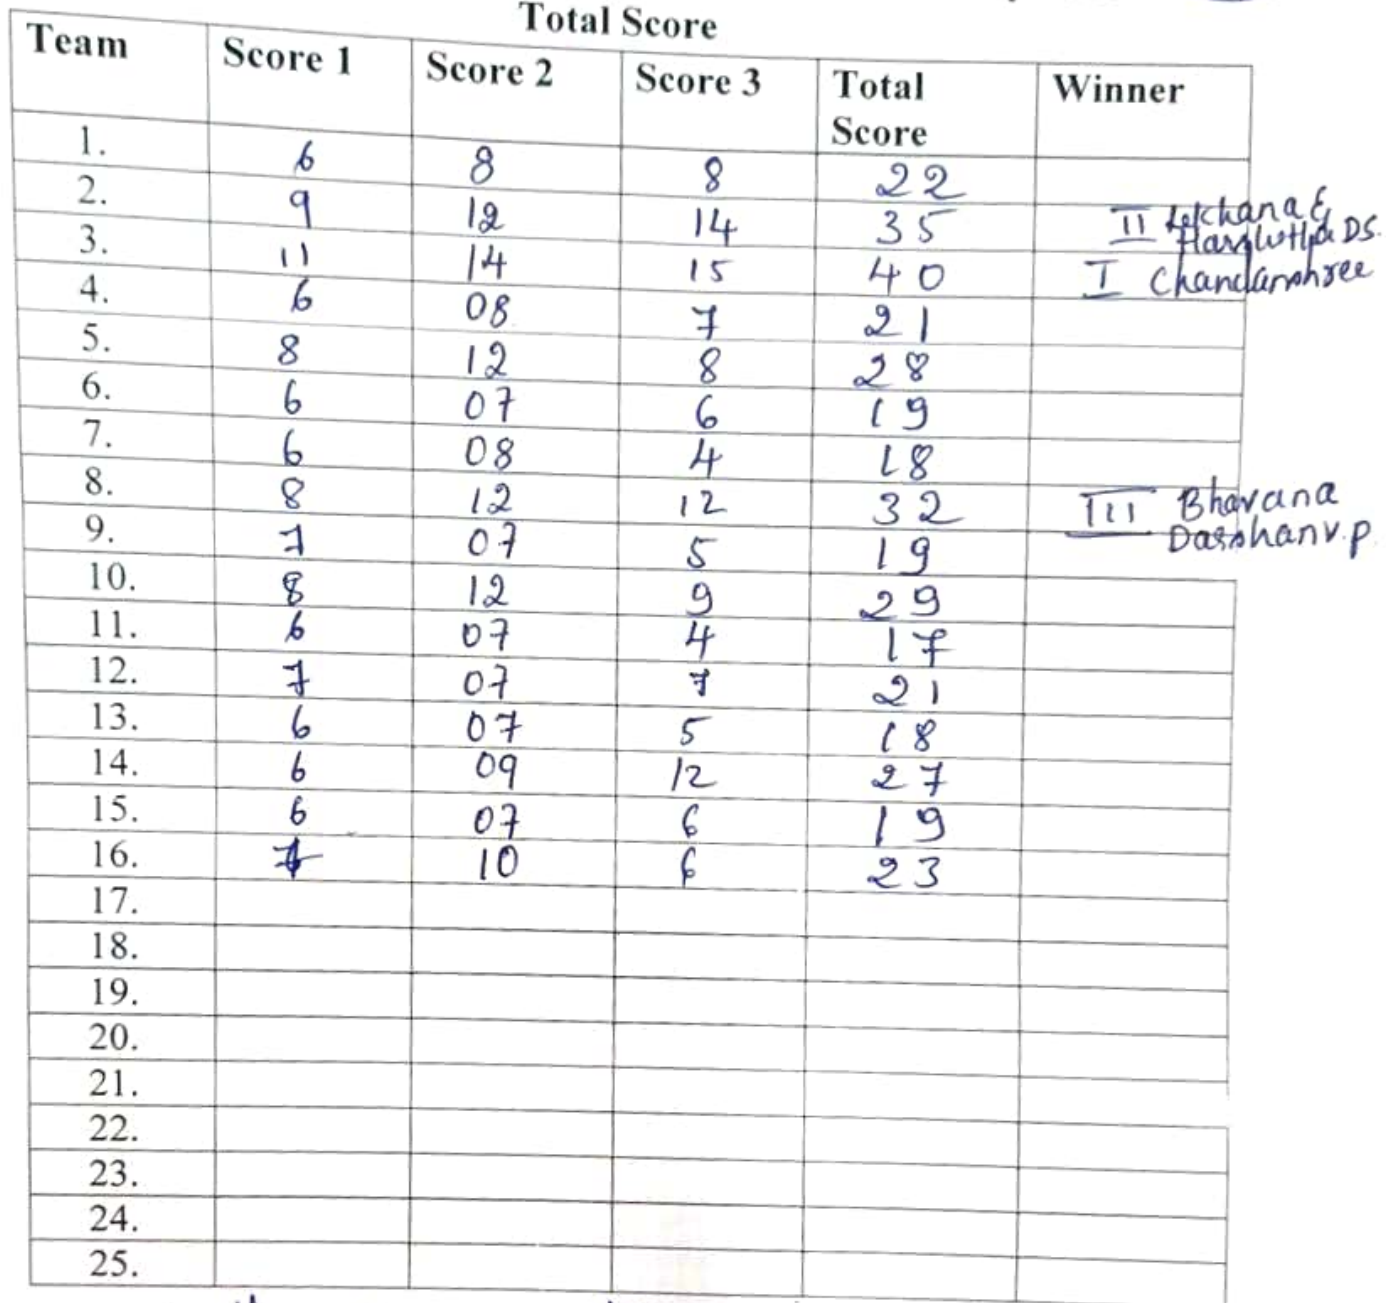 Total Score
Team Score 1 Score 2 Score 3 Total Score Winner
1. 6 8 8 22
2. 9 12 14 35 II Lekhana & D S.
3. 11 14 15 40 I Chandanshree
4. 6 08 7 21
5. 8 12 8 28
6. 6 07 6 19
7. 6 08 4 18
8. 8 12 12 32 III Bhavana Darshan v.p
9. 7 07 5 19
10. 8 12 9 29
11. 6 07 4 17
12. 7 07 7 21
13. 6 07 5 18
14. 6 09 12 27
15. 6 07 6 19
16. 7 10 6 23
17.
18.
19.
20.
21.
22.
23.
24.
25.